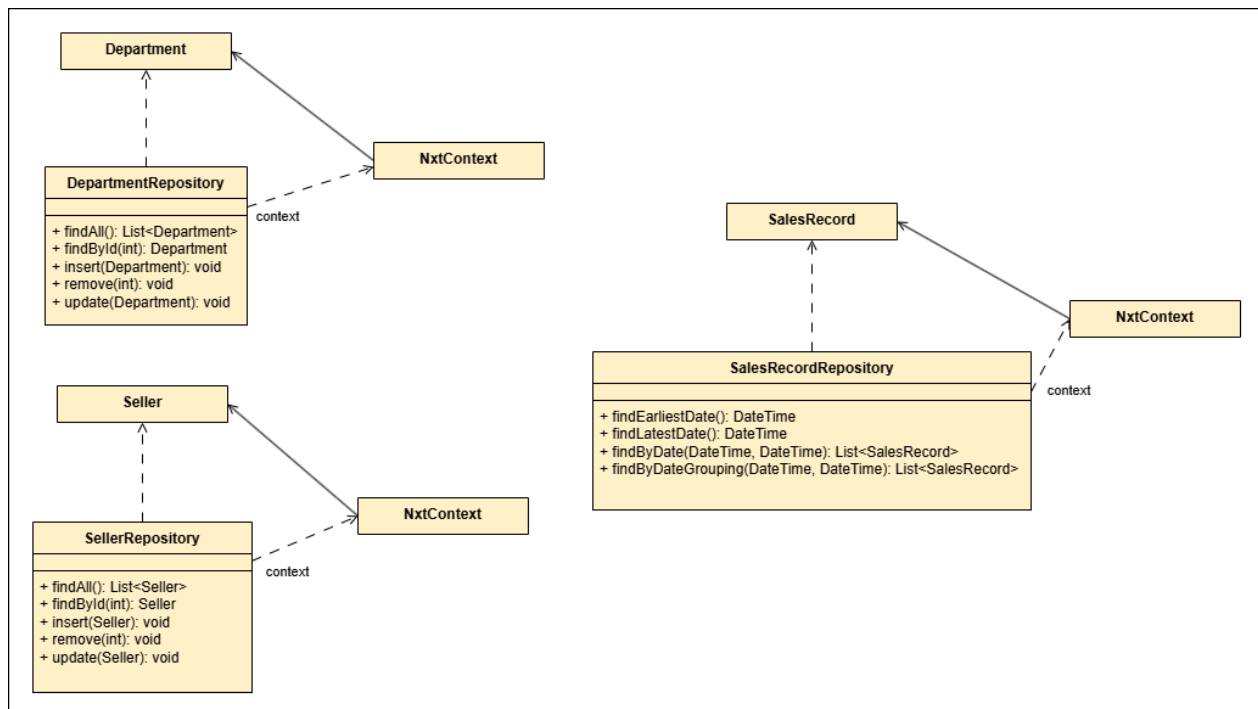 Department
NxtContext
DepartmentRepository
context
+ findAll(): List<Department>
+ findById(int): Department
+ insert(Department): void
+ remove(int): void
+ update(Department): void
Seller
NxtContext
SellerRepository
context
+ findAll(): List<Seller>
+ findById(int): Seller
+ insert(Seller): void
+ remove(int): void
+ update(Seller): void
SalesRecord
NxtContext
SalesRecordRepository
context
+ findEarliestDate(): DateTime
+ findLatestDate(): DateTime
+ findByDate(DateTime, DateTime): List<SalesRecord>
+ findByDateGrouping(DateTime, DateTime): List<SalesRecord>